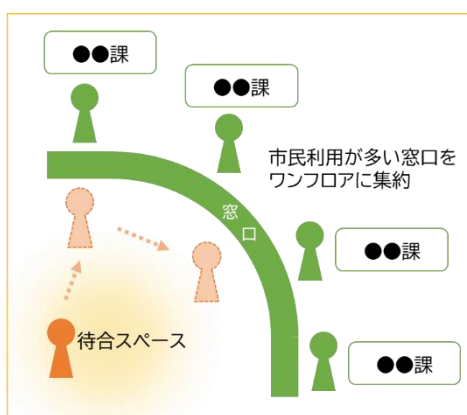 ●●課
●●課
市民利用が多い窓口を
ワンフロアに集約
窓口
●●課
待合スペース
●●課